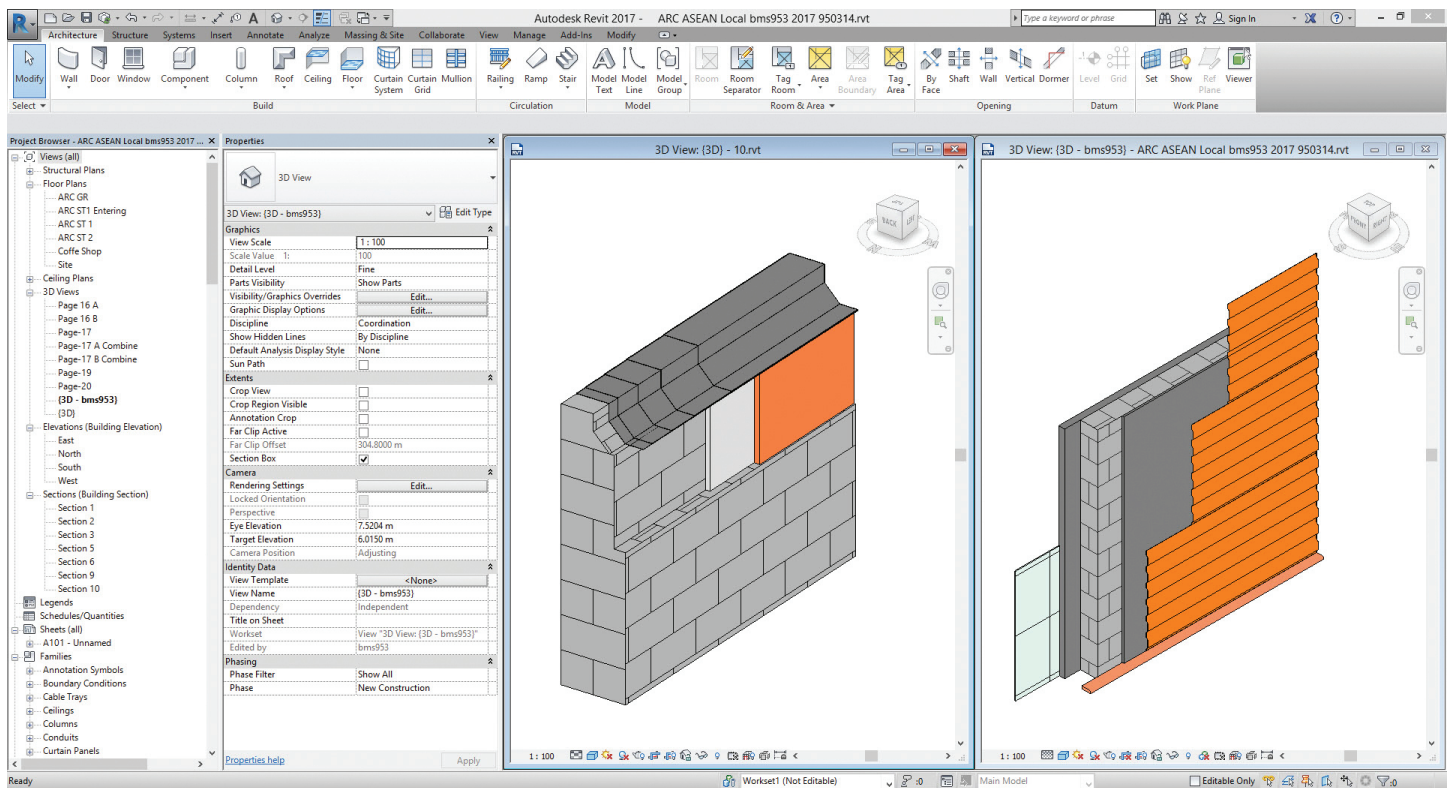 Autodesk Revit 2017 - ARC ASEAN Local bms953 2017 950314.rvt
Type a keyword or phrase
Sign In
Architecture Structure Systems Insert Annotate Analyze Massing & Site Collaborate View Manage Add-Ins Modify
Modify Wall Door Window Component Column Roof Ceiling Floor Curtain System Curtain Grid Mullion Railing Ramp Stair Model Text Model Line Model Group Room Room Separator Tag Room Area Area Boundary Tag Area By Face Shaft Wall Vertical Dormer Level Grid Set Show Ref Plane Viewer
Select Build Circulation Model Room & Area Opening Datum Work Plane
Project Browser - ARC ASEAN Local bms953 2017 ...
Views (all)
Structural Plans
Floor Plans
ARC GR
ARC ST1 Entering
ARC ST 1
ARC ST 2
Coffe Shop
Site
Ceiling Plans
3D Views
Page 16 A
Page 16 B
Page-17
Page-17 A Combine
Page-17 B Combine
Page-19
Page-20
{3D - bms953}
{3D}
Elevations (Building Elevation)
East
North
South
West
Sections (Building Section)
Section 1
Section 2
Section 3
Section 5
Section 6
Section 9
Section 10
Legends
Schedules/Quantities
Sheets (all)
A101 - Unnamed
Families
Annotation Symbols
Boundary Conditions
Cable Trays
Ceilings
Columns
Conduits
Curtain Panels
Properties
3D View
3D View: {3D - bms953} Edit Type
Graphics
View Scale 1 : 100
Scale Value 1: 100
Detail Level Fine
Parts Visibility Show Parts
Visibility/Graphics Overrides Edit...
Graphic Display Options Edit...
Discipline Coordination
Show Hidden Lines By Discipline
Default Analysis Display Style None
Sun Path
Extents
Crop View
Crop Region Visible
Annotation Crop
Far Clip Active
Far Clip Offset 304.8000 m
Section Box
Camera
Rendering Settings Edit...
Locked Orientation
Perspective
Eye Elevation 7.5204 m
Target Elevation 6.0150 m
Camera Position Adjusting
Identity Data
View Template <None>
View Name {3D - bms953}
Dependency Independent
Title on Sheet
Workset View "3D View: {3D - bms953}"
Edited by bms953
Phasing
Phase Filter Show All
Phase New Construction
Properties help Apply
3D View: {3D} - 10.rvt
BACK
1 : 100
3D View: {3D - bms953} - ARC ASEAN Local bms953 2017 950314.rvt
1 : 100
Ready
Workset1 (Not Editable)
:0
Main Model
Editable Only
:0